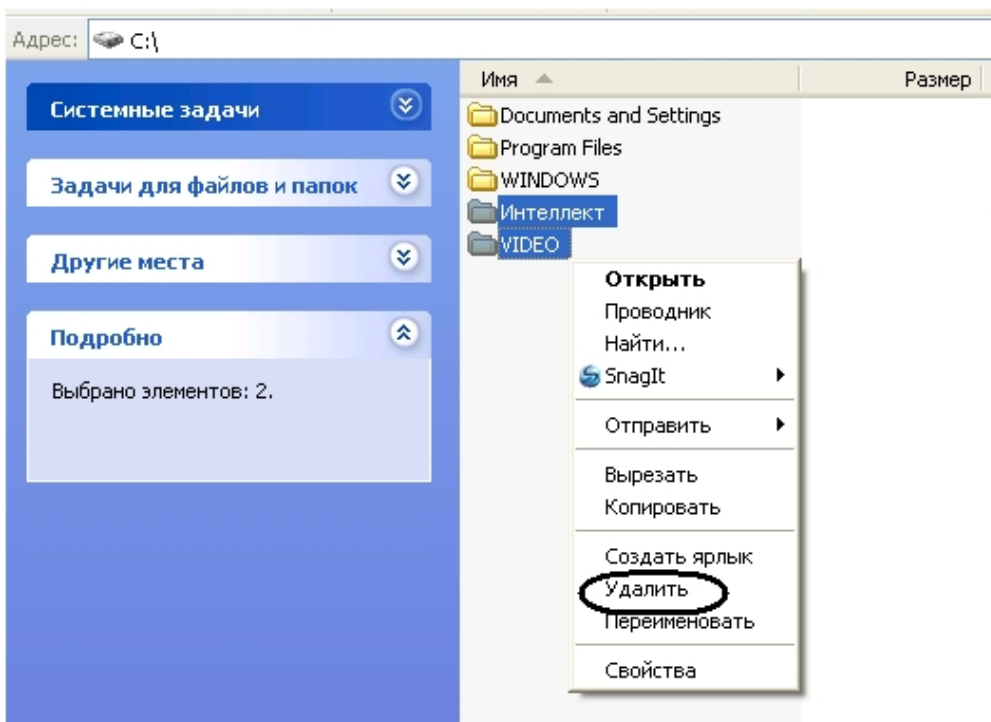 Адрес: C:\
Имя Размер
Системные задачи
Задачи для файлов и папок
Другие места
Подробно
Выбрано элементов: 2.
Documents and Settings
Program Files
WINDOWS
Интеллект
VIDEO
Открыть
Проводник
Найти...
SnagIt
Отправить
Вырезать
Копировать
Создать ярлык
Удалить
Переименовать
Свойства